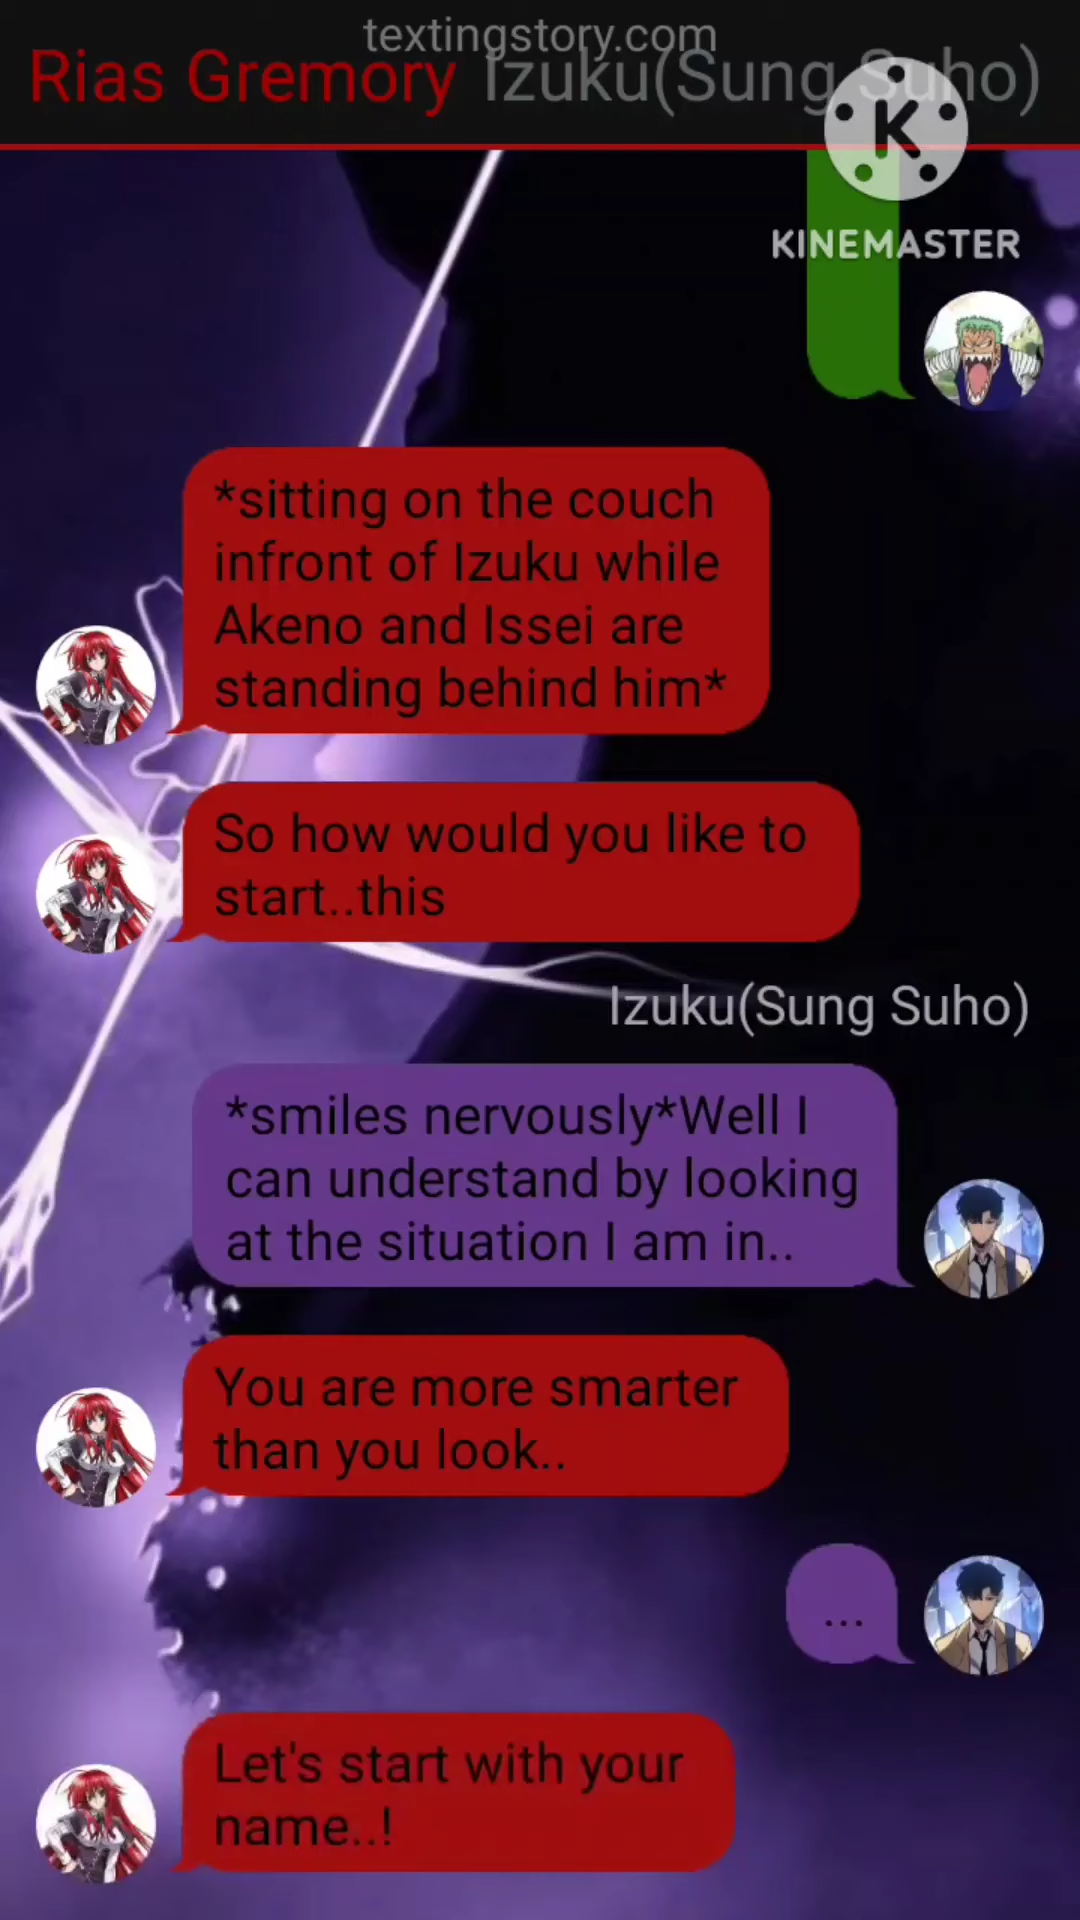 textingstory.com
Rias Gremory Izuku(Sung Suho)
K
KINEMASTER
*sitting on the couch
infront of Izuku while
Akeno and Issei are
standing behind him*
So how would you like to
start..this
Izuku(Sung Suho)
*smiles nervously*Well I
can understand by looking
at the situation I am in..
You are more smarter
than you look..
...
Let's start with your
name..!